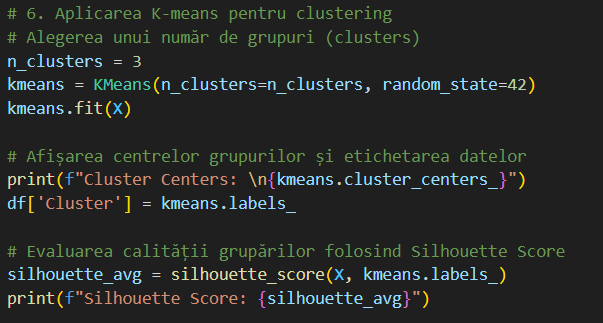 # 6. Aplicarea K-means pentru clustering
# Alegerea unui număr de grupuri (clusters)
n_clusters = 3
kmeans = KMeans(n_clusters=n_clusters, random_state=42)
kmeans.fit(X)
# Afișarea centrelor grupurilor și etichetarea datelor
print(f"Cluster Centers: \n{kmeans.cluster_centers_}")
df['Cluster'] = kmeans.labels_
# Evaluarea calității grupărilor folosind Silhouette Score
silhouette_avg = silhouette_score(X, kmeans.labels_)
print(f"Silhouette Score: {silhouette_avg}")